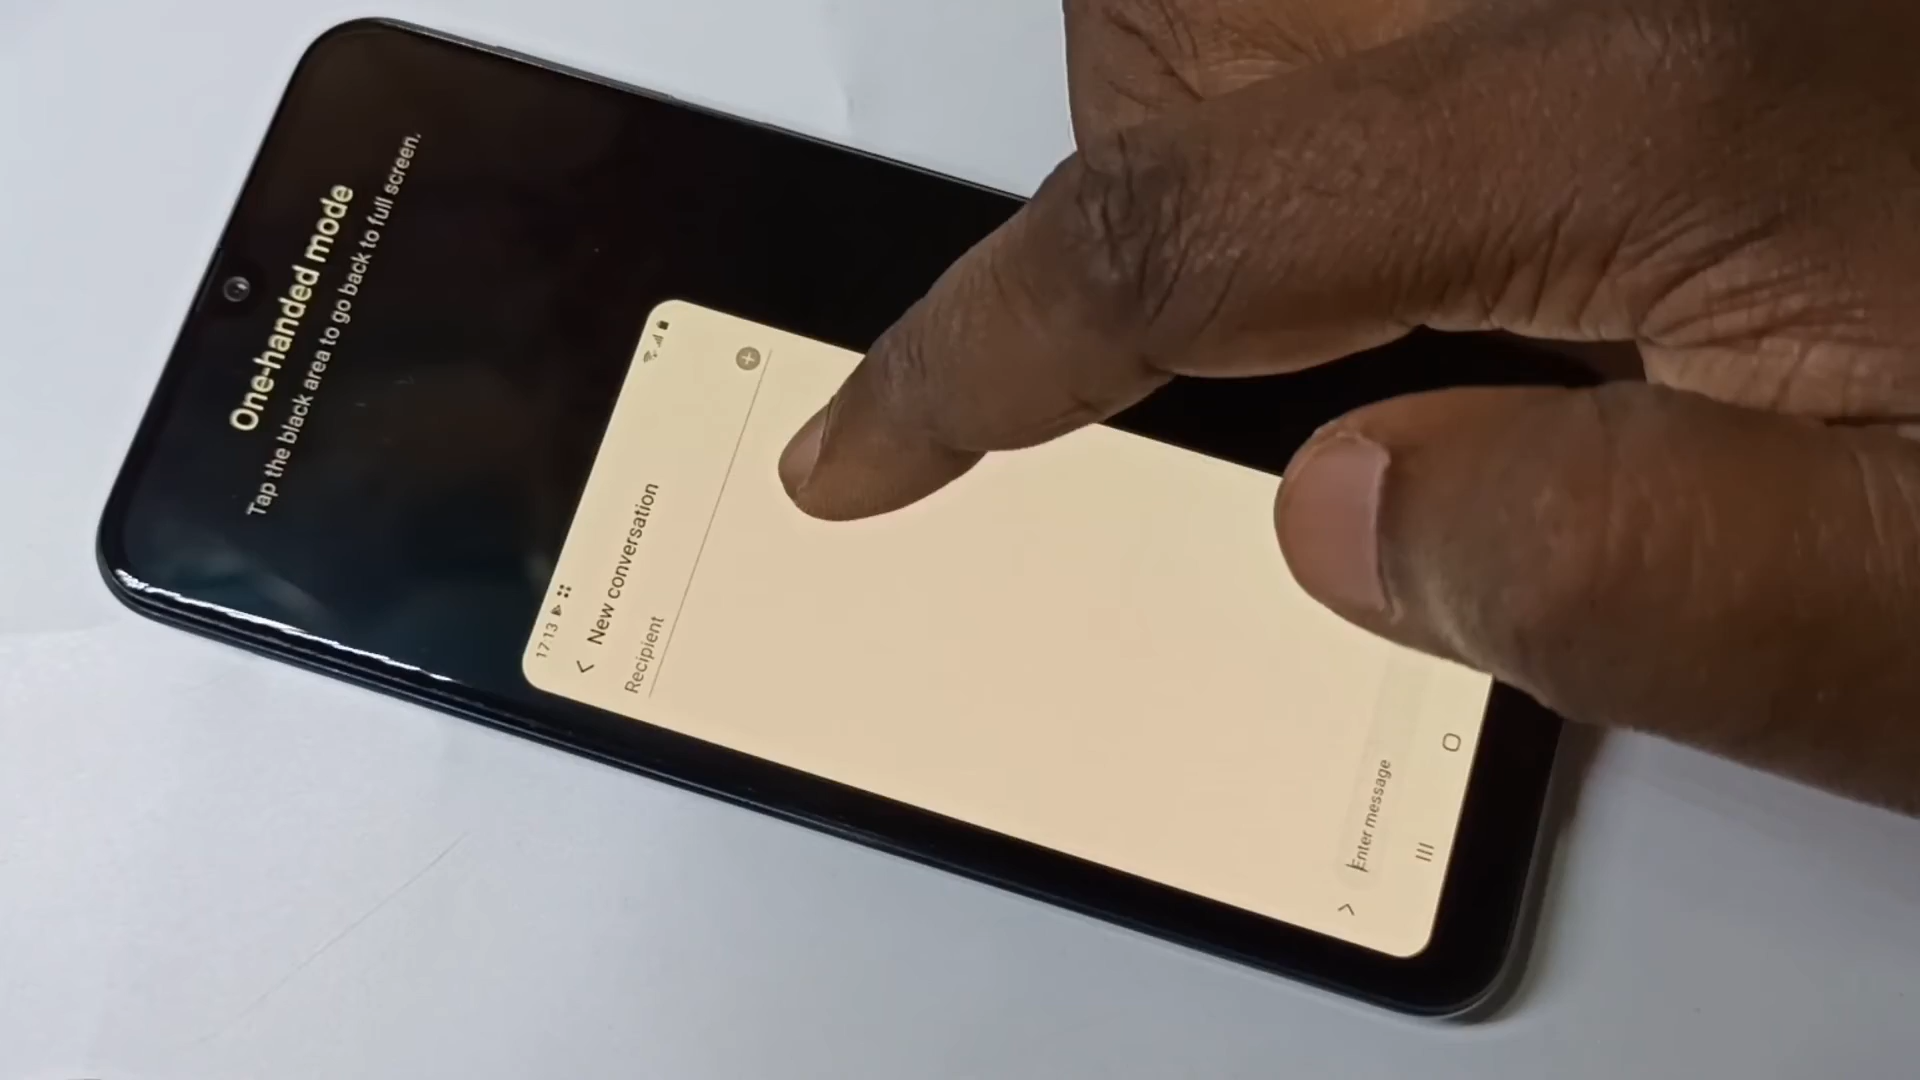 One-handed mode
Tap the black area to go back to full screen.
17:13
New conversation
Recipient
Enter message